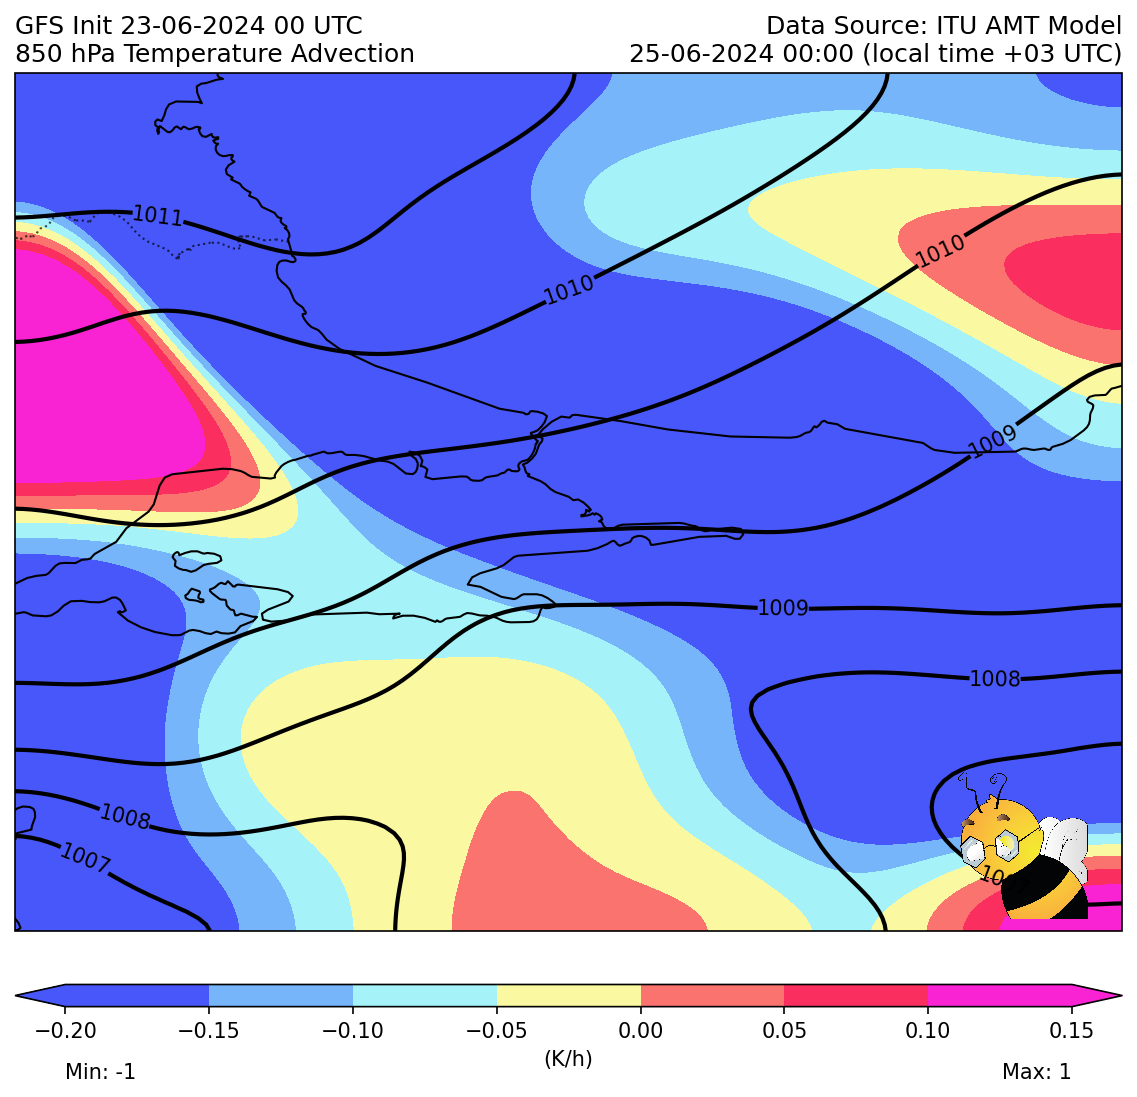 GFS Init 23-06-2024 00 UTC
850 hPa Temperature Advection
Data Source: ITU AMT Model
25-06-2024 00:00 (local time +03 UTC)
1011
1010
1010
1009
1009
1008
1008
1007
−0.20 −0.15 −0.10 −0.05 0.00 0.05 0.10 0.15
(K/h)
Min: -1
Max: 1